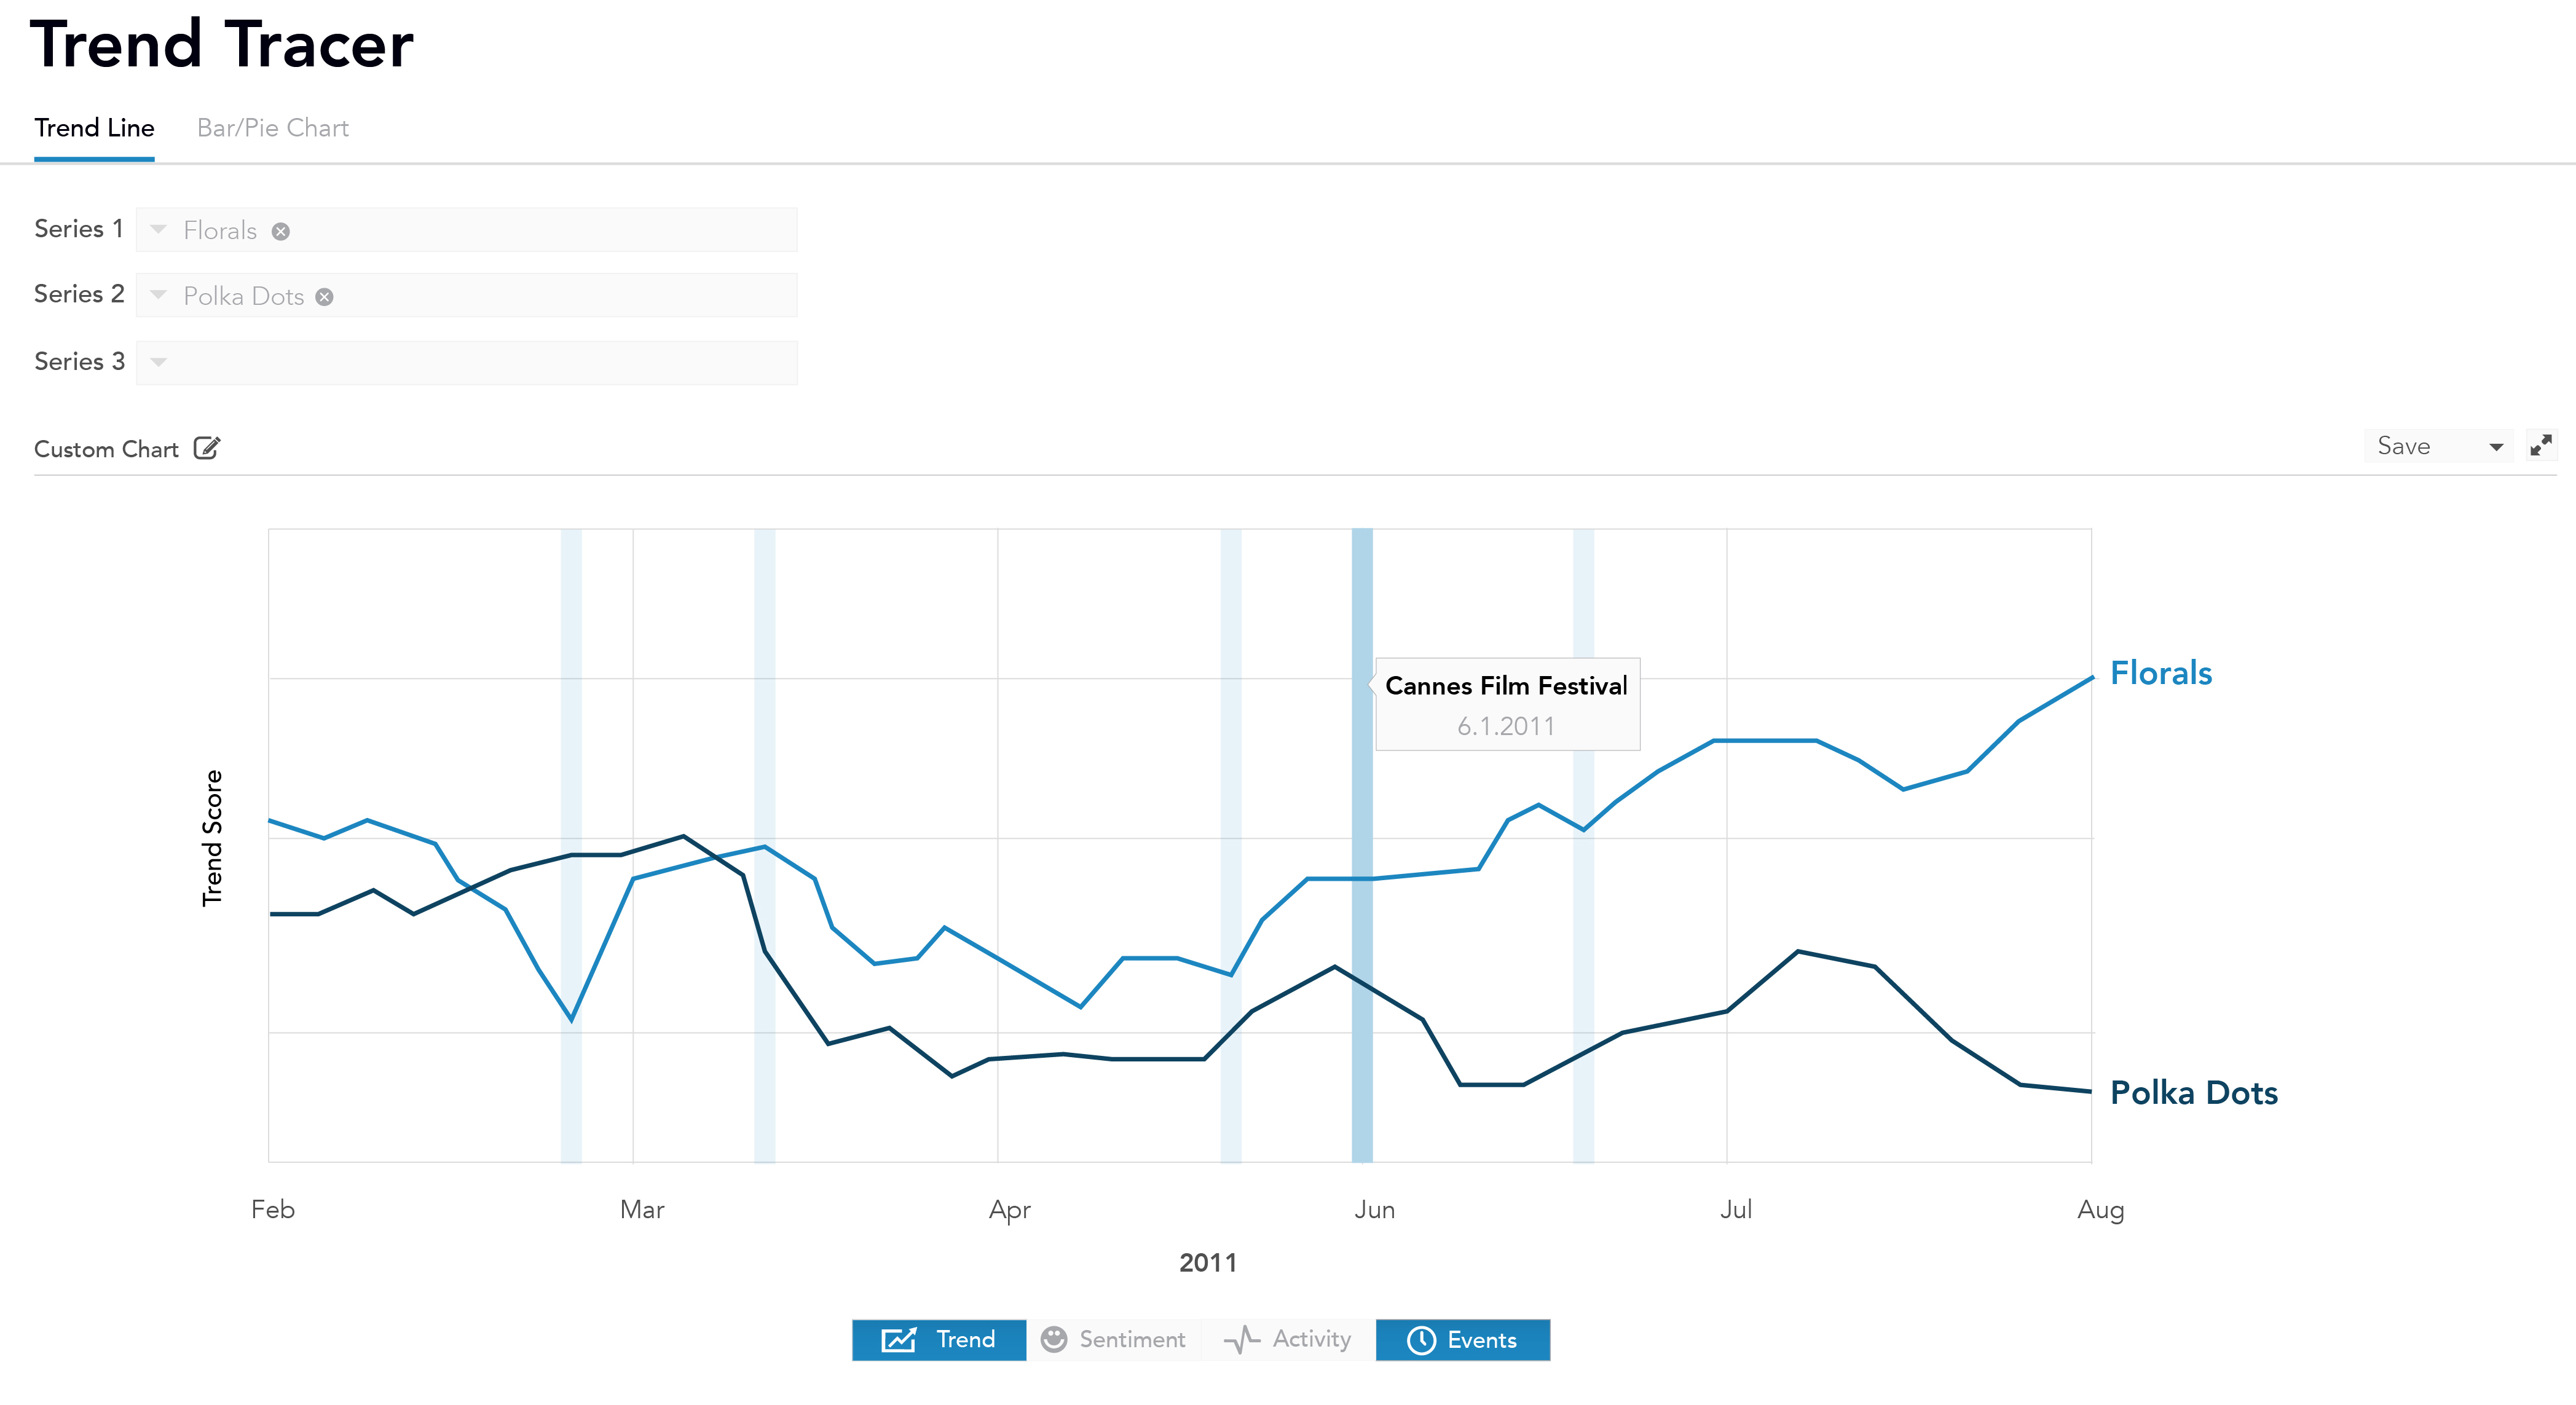 Trend Tracer
Trend Line
Bar/Pie Chart
Series 1
Florals
Series 2
Polka Dots
Series 3
Custom Chart
Save
Trend Score
Cannes Film Festival
6.1.2011
Florals
Polka Dots
Feb
Mar
Apr
Jun
Jul
Aug
2011
Trend
Sentiment
Activity
Events